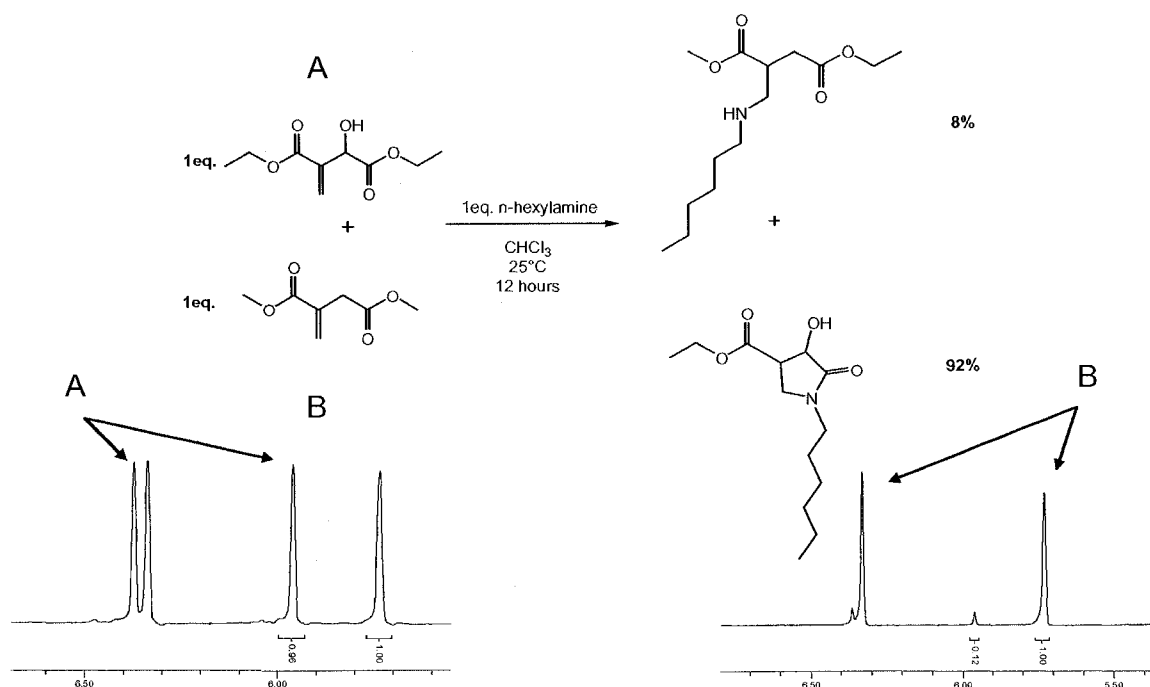 A
O
OH
1eq.
O
O
O
+
1eq. n-hexylamine
CHCl3
25°C
12 hours
O
1eq.
O
O
O
O
O
O
O
HN
8%
+
O
OH
O
O
N
92%
A
B
B
0.96
1.00
6.50
6.00
0.12
1.00
6.50
6.00
5.50